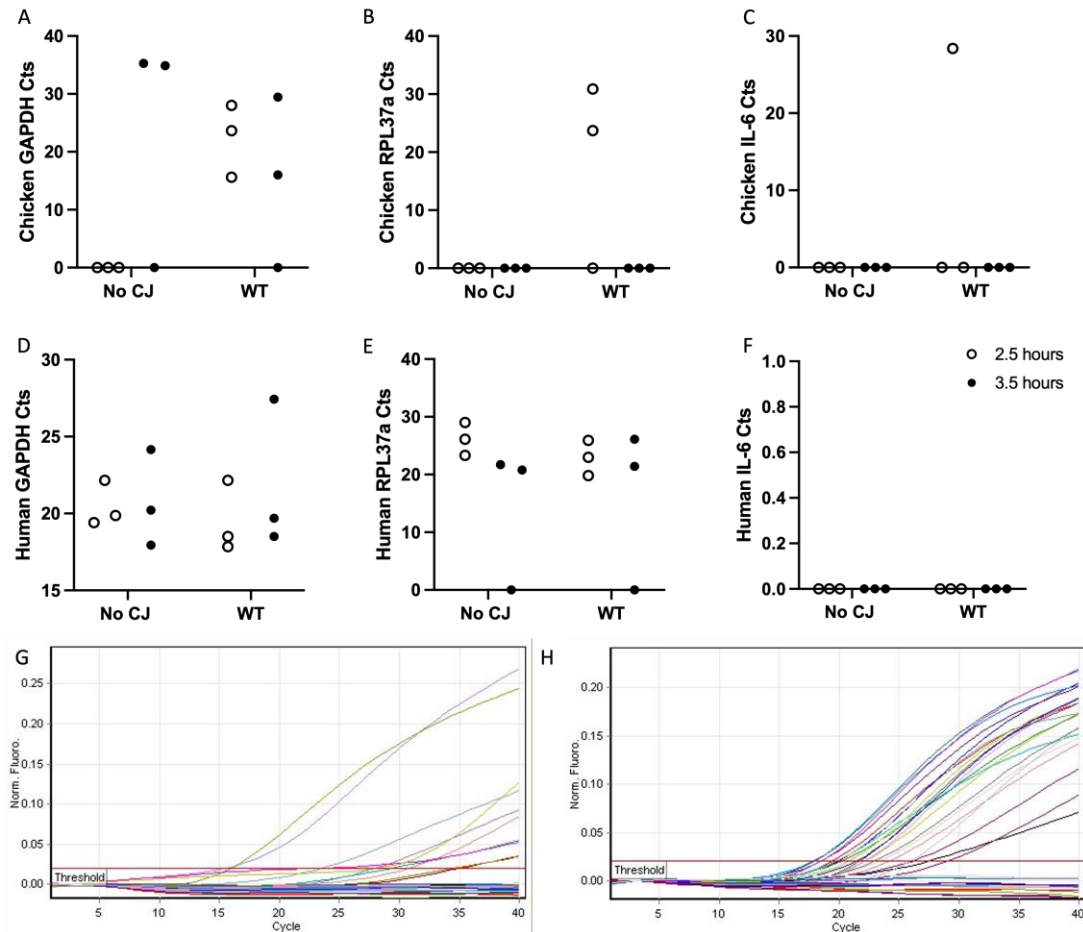 A
Chicken GAPDH Cts
40
30
20
10
0
No CJ WT
B
Chicken RPL37a Cts
40
30
20
10
0
No CJ WT
C
Chicken IL-6 Cts
30
20
10
0
No CJ WT
D
Human GAPDH Cts
30
25
20
15
No CJ WT
E
Human RPL37a Cts
40
30
20
10
0
No CJ WT
F
Human IL-6 Cts
1.0
0.8
0.6
0.4
0.2
0.0
No CJ WT
2.5 hours
3.5 hours
G
Norm. Fluoro.
0.25
0.20
0.15
0.10
0.05
0.00
Threshold
5 10 15 20 25 30 35 40
Cycle
H
Norm. Fluoro.
0.20
0.15
0.10
0.05
0.00
Threshold
5 10 15 20 25 30 35 40
Cycle